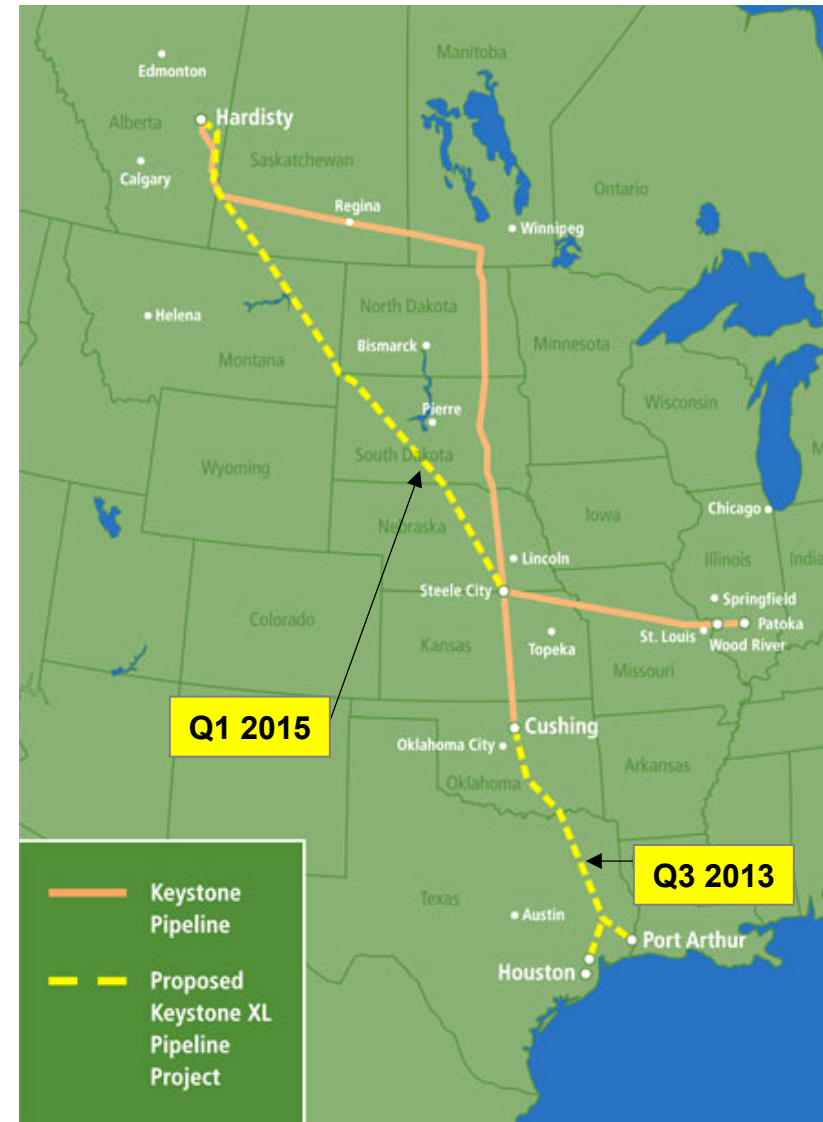 Edmonton
Manitoba
Alberta
Hardisty
Saskatchewan
Calgary
Ontario
Regina
Winnipeg
North Dakota
Helena
Bismarck
Minnesota
Montana
Wisconsin
Pierre
South Dakota
Wyoming
M
Chicago
Iowa
Nebraska
Lincoln
Illinois
India
Steele City
Springfield
Colorado
Patoka
St. Louis
Wood River
Kansas
Topeka
Missouri
Q1 2015
Cushing
Oklahoma City
Arkansas
Oklahoma
Q3 2013
Texas
Austin
Port Arthur
Houston
Keystone
Pipeline
Proposed
Keystone XL
Pipeline
Project